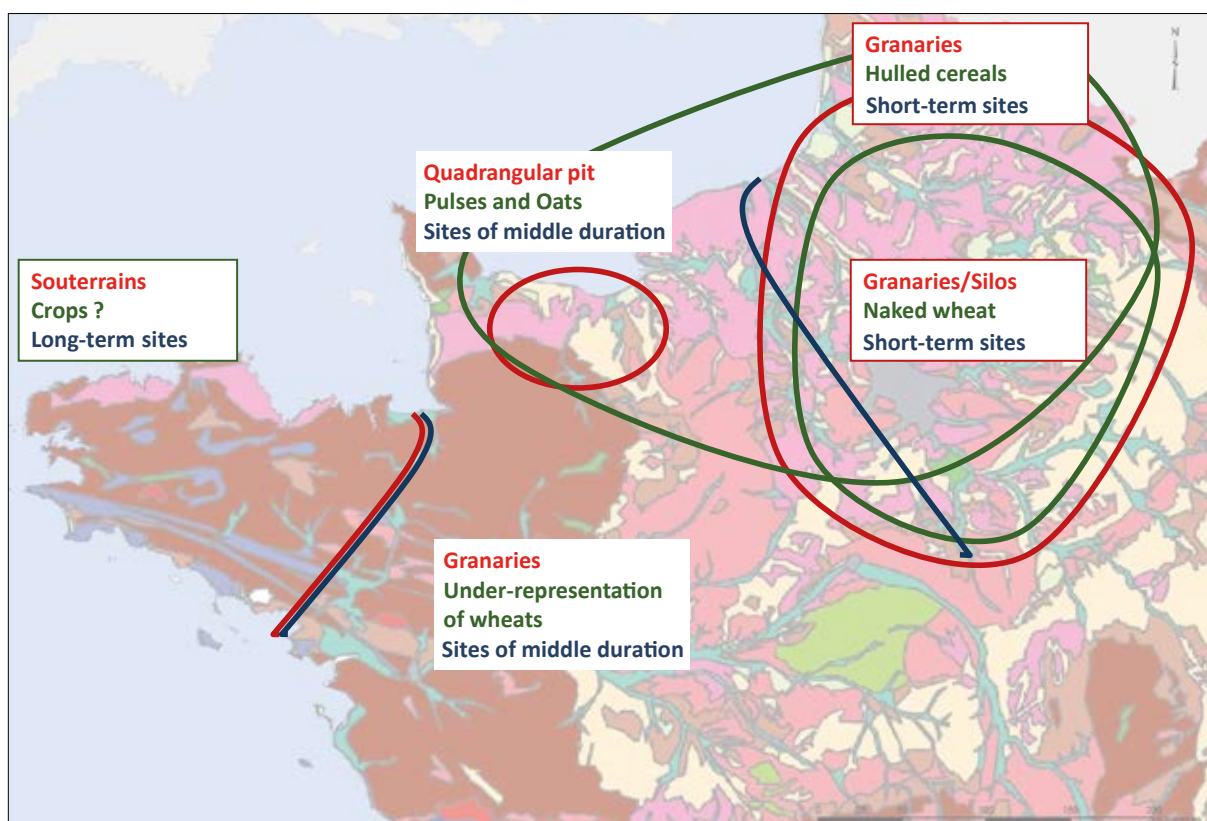 Granaries
Hulled cereals
Short-term sites
N
Quadrangular pit
Pulses and Oats
Sites of middle duration
Souterrains
Crops ?
Long-term sites
Granaries/Silos
Naked wheat
Short-term sites
Granaries
Under-representation
of wheats
Sites of middle duration